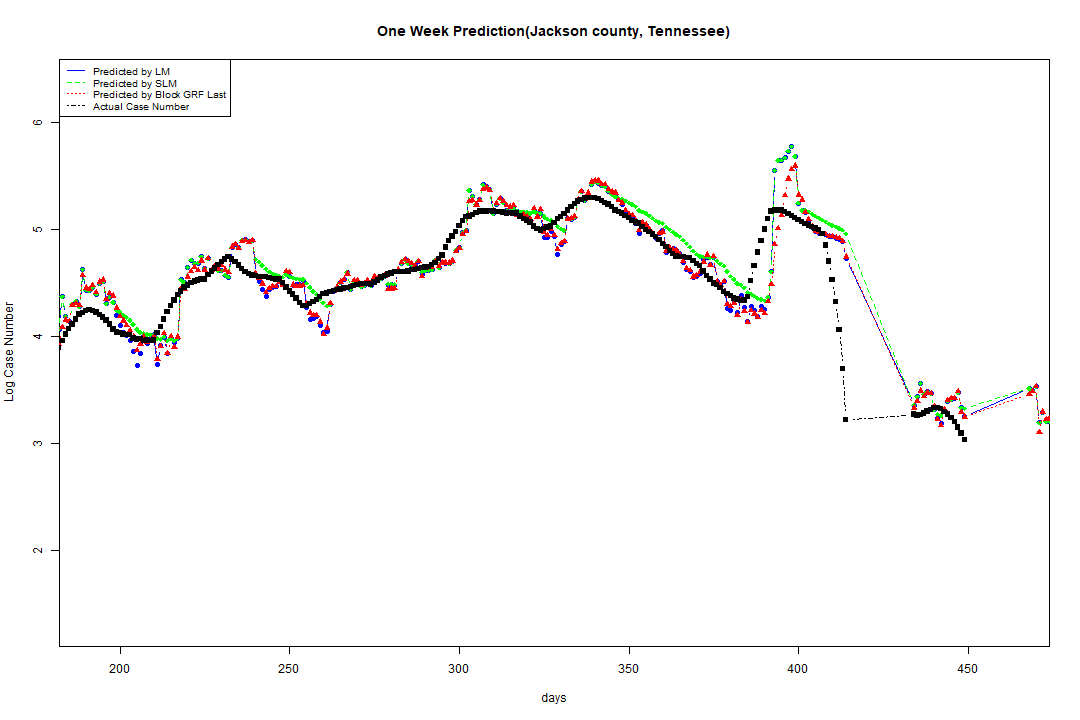 One Week Prediction(Jackson county, Tennessee)
Predicted by LM
Predicted by SLM
Predicted by Block GRF Last
Actual Case Number
6
5
4
3
2
Log Case Number
200 250 300 350 400 450
days